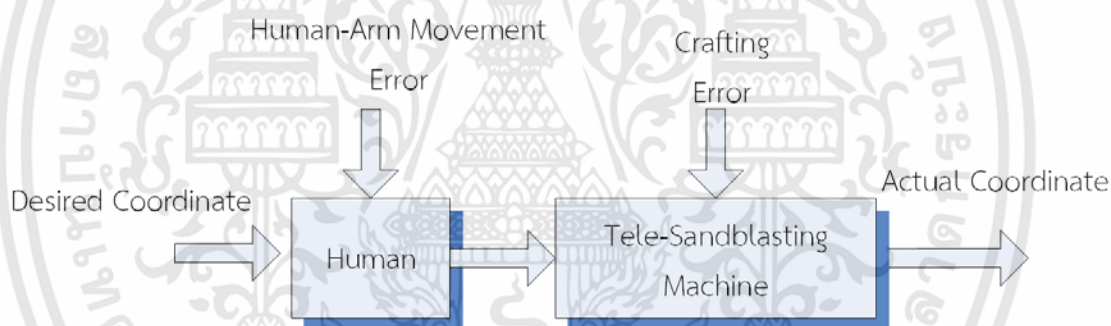 Human-Arm Movement
Error
Crafting
Error
Desired Coordinate
Actual Coordinate
Human
Tele-Sandblasting
Machine